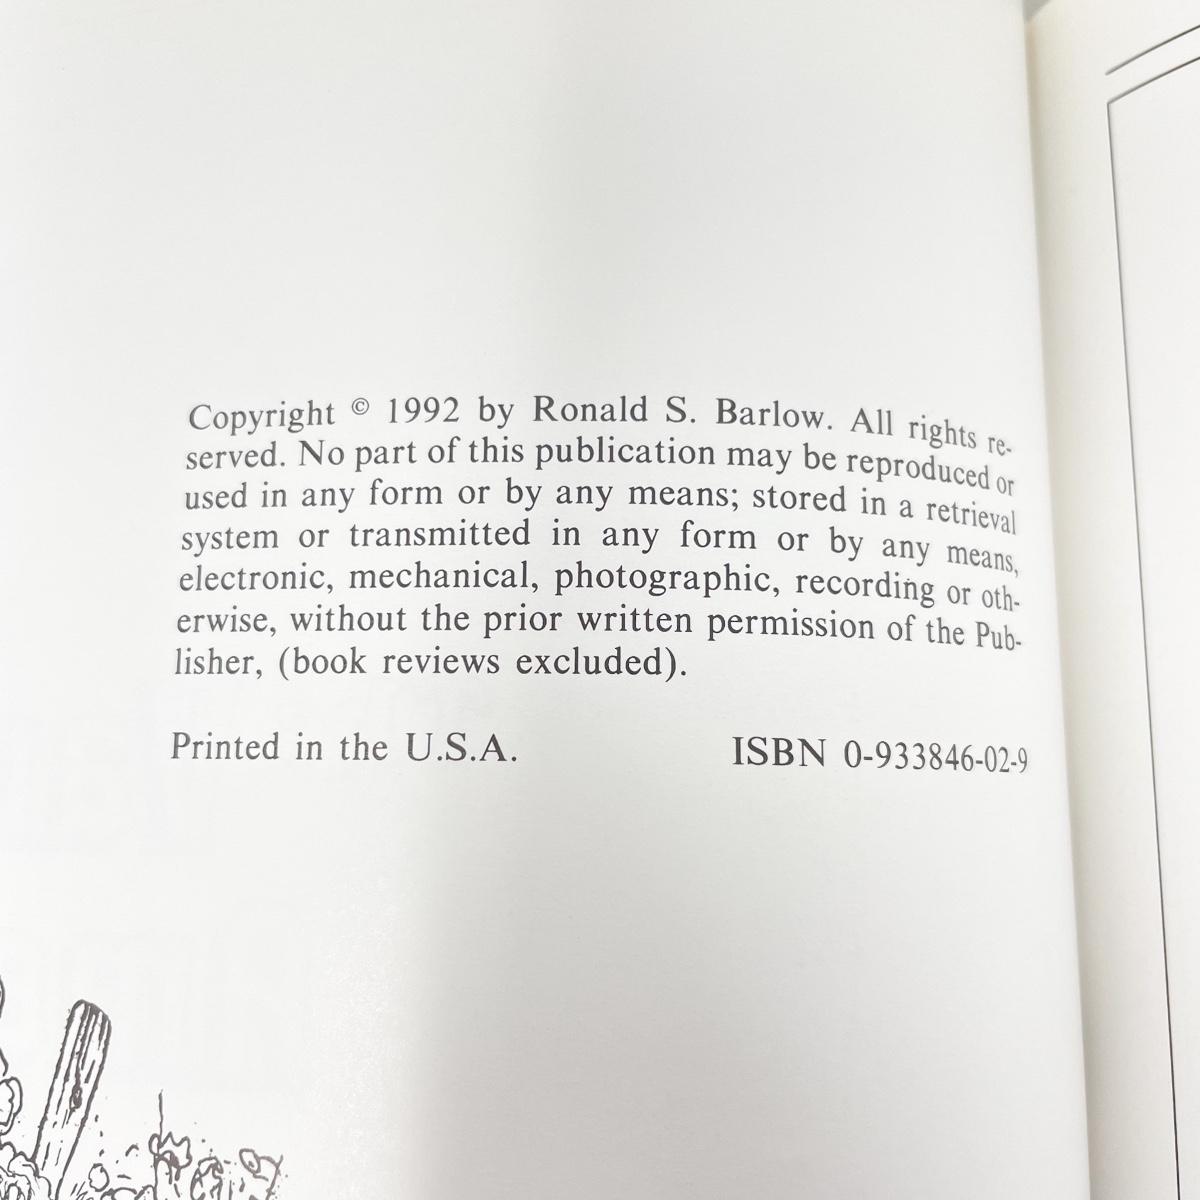 Copyright © 1992 by Ronald S. Barlow. All rights re-
served. No part of this publication may be reproduced or
used in any form or by any means; stored in a retrieval
system or transmitted in any form or by any means,
electronic, mechanical, photographic, recording or oth-
erwise, without the prior written permission of the Pub-
lisher, (book reviews excluded).
Printed in the U.S.A. ISBN 0-933846-02-9